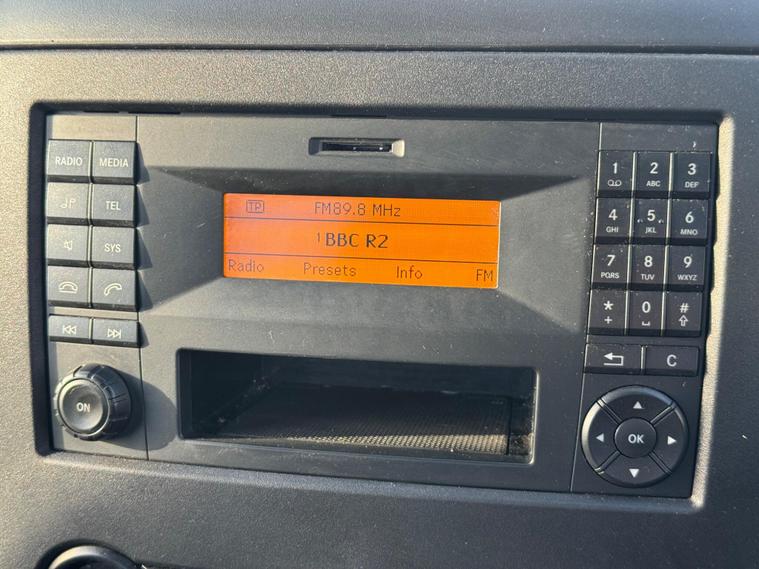 RADIO MEDIA
TEL
SYS
ON
TP FM89.8 MHz
1 BBC R2
Radio Presets Info FM
1 2 ABC 3 DEF
4 GHI 5 JKL 6 MNO
7 PQRS 8 TUV 9 WXYZ
* + 0 #
C
OK